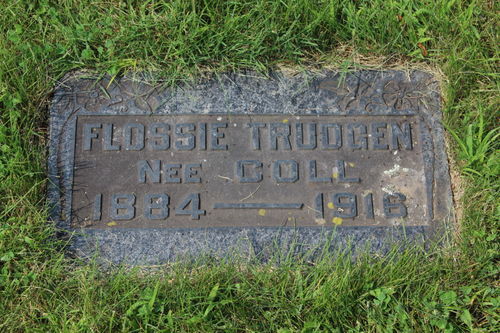 FLOSSIE TRUDGEN
NEE COLL
1884 — 1916